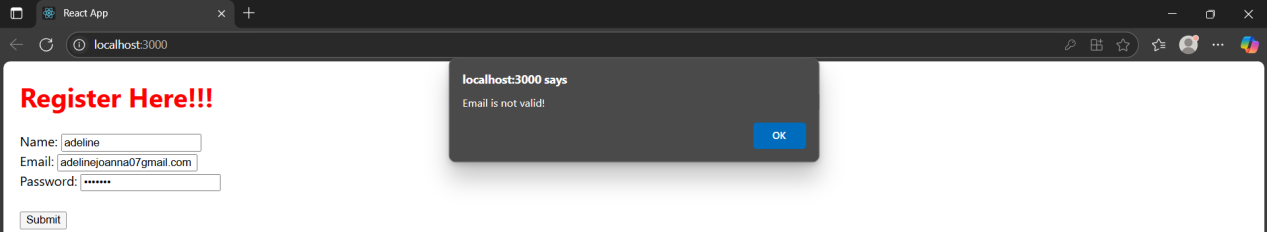 React App
localhost:3000
localhost:3000 says
Email is not valid!
OK
Register Here!!!
Name: adeline
Email: adelinejoanna07gmail.com
Password: •••••••
Submit